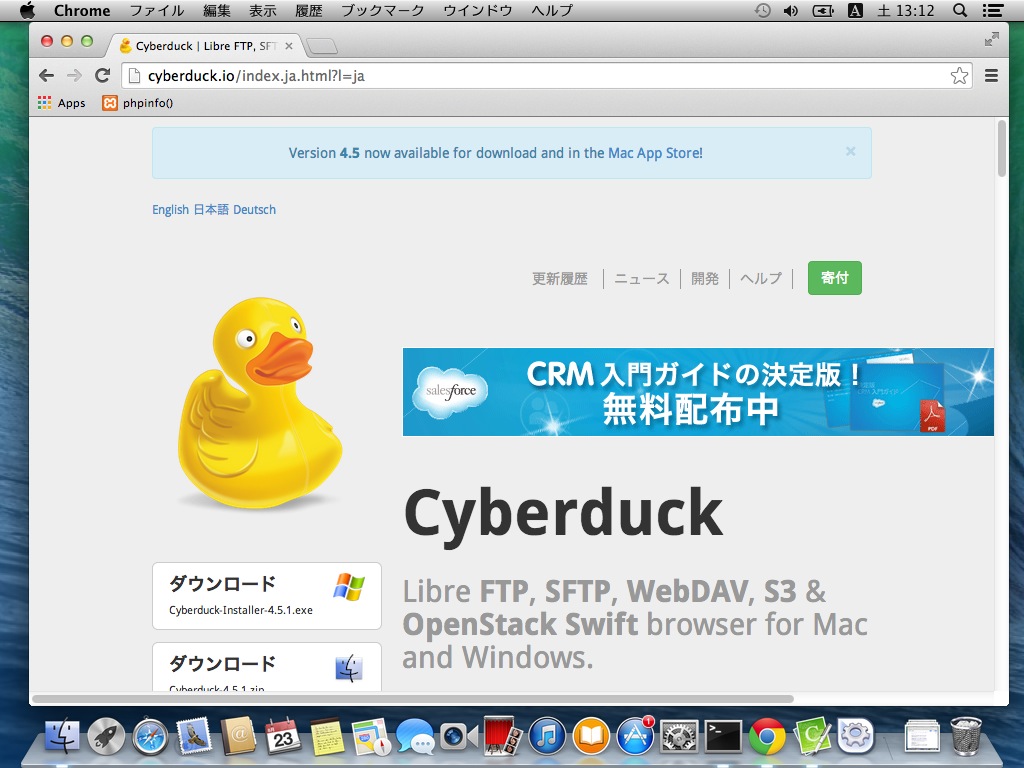 Chrome ファイル 編集 表示 履歴 ブックマーク ウインドウ ヘルプ A 土 13:12
Cyberduck | Libre FTP, SFT
cyberduck.io/index.ja.html?l=ja
Apps phpinfo()
Version 4.5 now available for download and in the Mac App Store!
English 日本語 Deutsch
更新履歴 ニュース 開発 ヘルプ 寄付
salesforce
CRM 入門ガイドの決定版！
無料配布中
PDF
Cyberduck
Libre FTP, SFTP, WebDAV, S3 &
OpenStack Swift browser for Mac
and Windows.
ダウンロード
Cyberduck-Installer-4.5.1.exe
ダウンロード
Cyberduck-4.5.1.zip
23
1